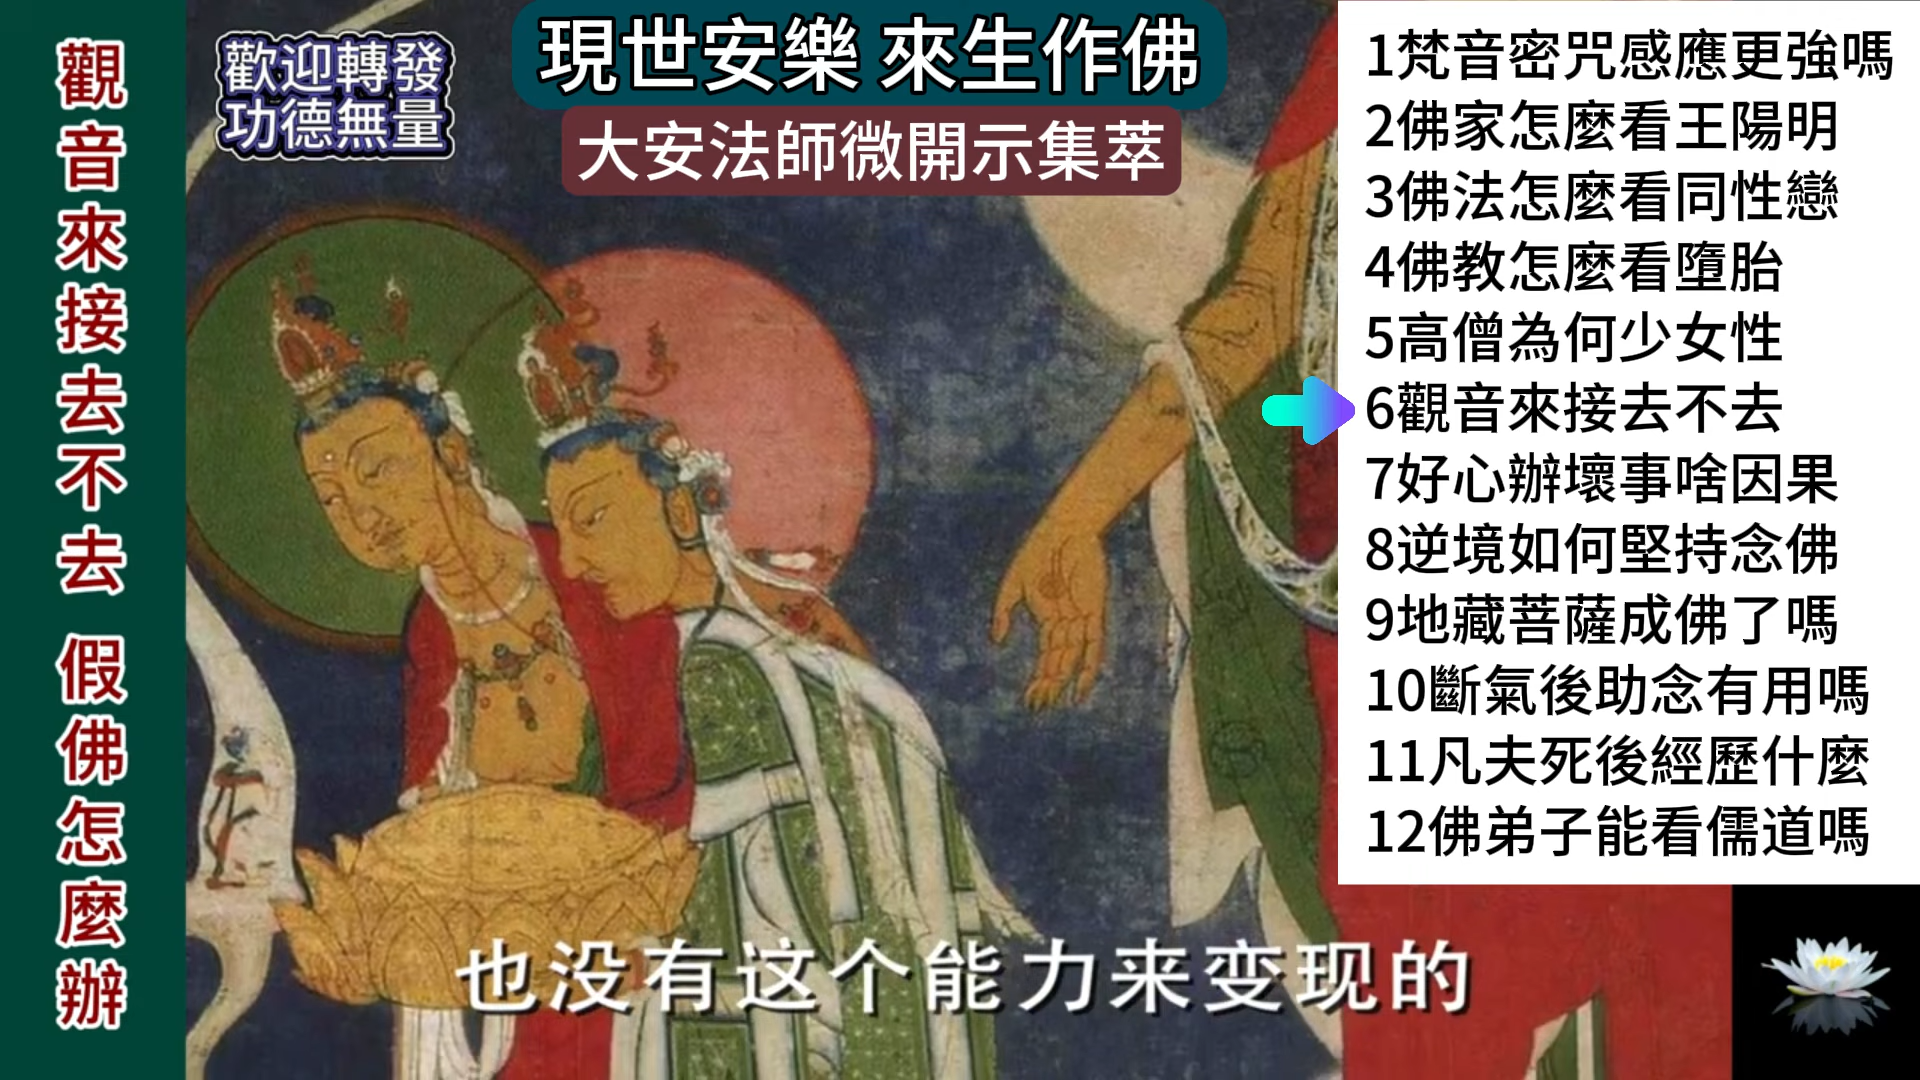 觀音來接去不去 假佛怎麼辦
歡迎轉發
功德無量
現世安樂 來生作佛
大安法師微開示集萃
1梵音密咒感應更強嗎
2佛家怎麼看王陽明
3佛法怎麼看同性戀
4佛教怎麼看墮胎
5高僧為何少女性
6觀音來接去不去
7好心辦壞事啥因果
8逆境如何堅持念佛
9地藏菩薩成佛了嗎
10斷氣後助念有用嗎
11凡夫死後經歷什麼
12佛弟子能看儒道嗎
也没有这个能力来变现的